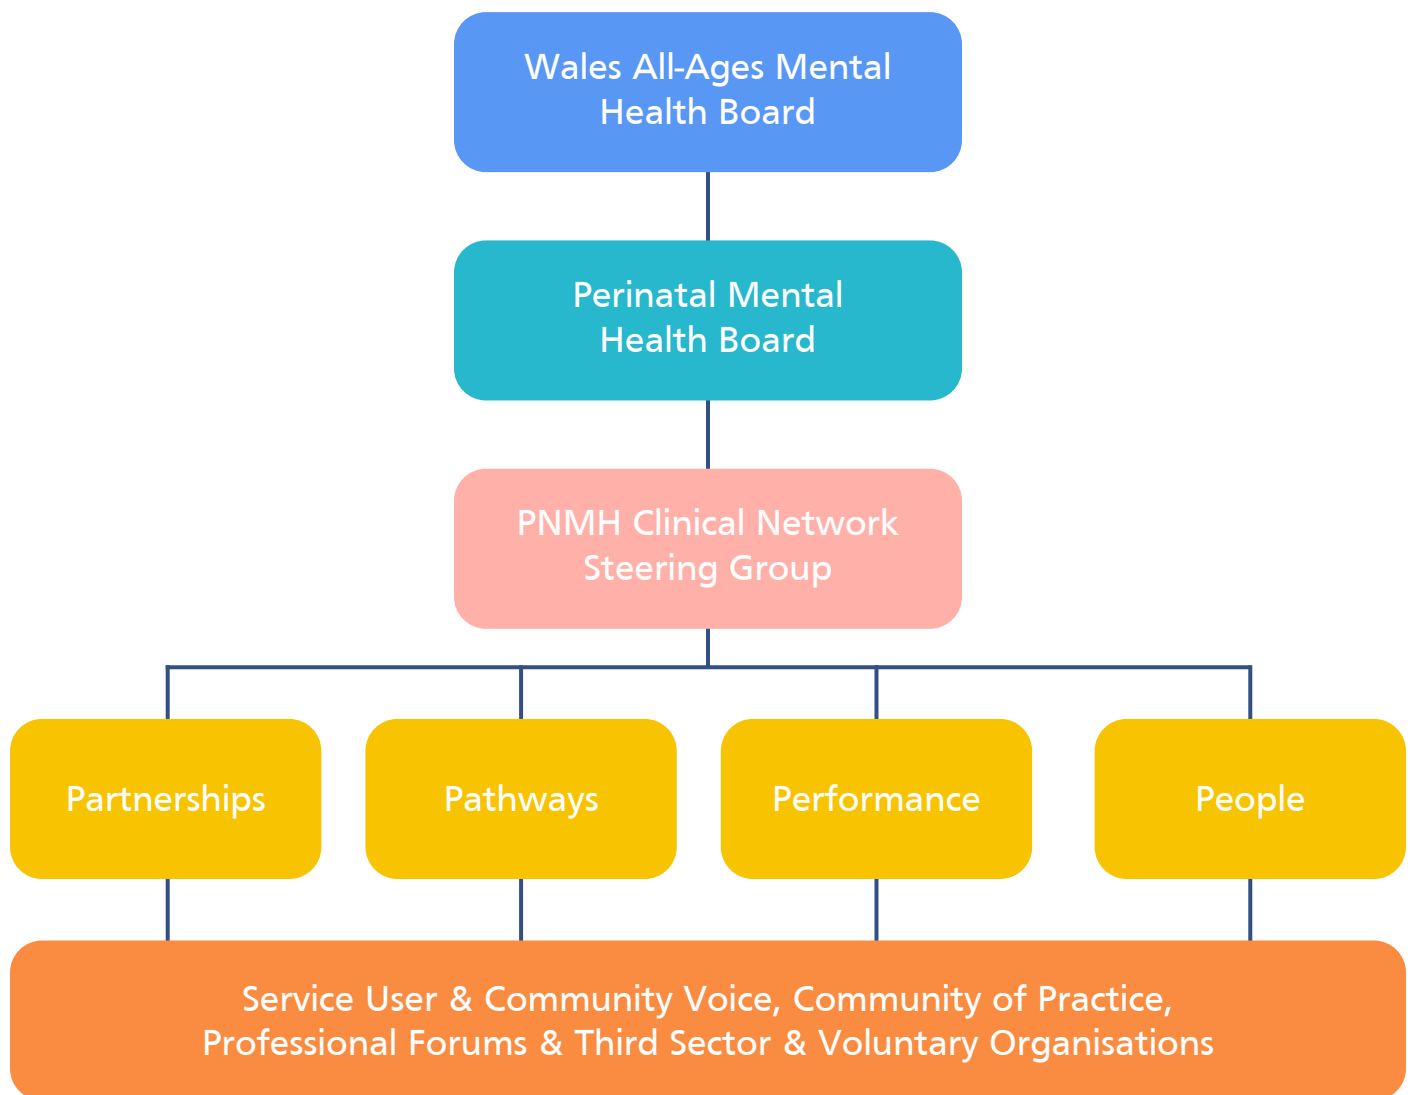 Wales All-Ages Mental
Health Board
Perinatal Mental
Health Board
PNMH Clinical Network
Steering Group
Partnerships
Pathways
Performance
People
Service User & Community Voice, Community of Practice,
Professional Forums & Third Sector & Voluntary Organisations